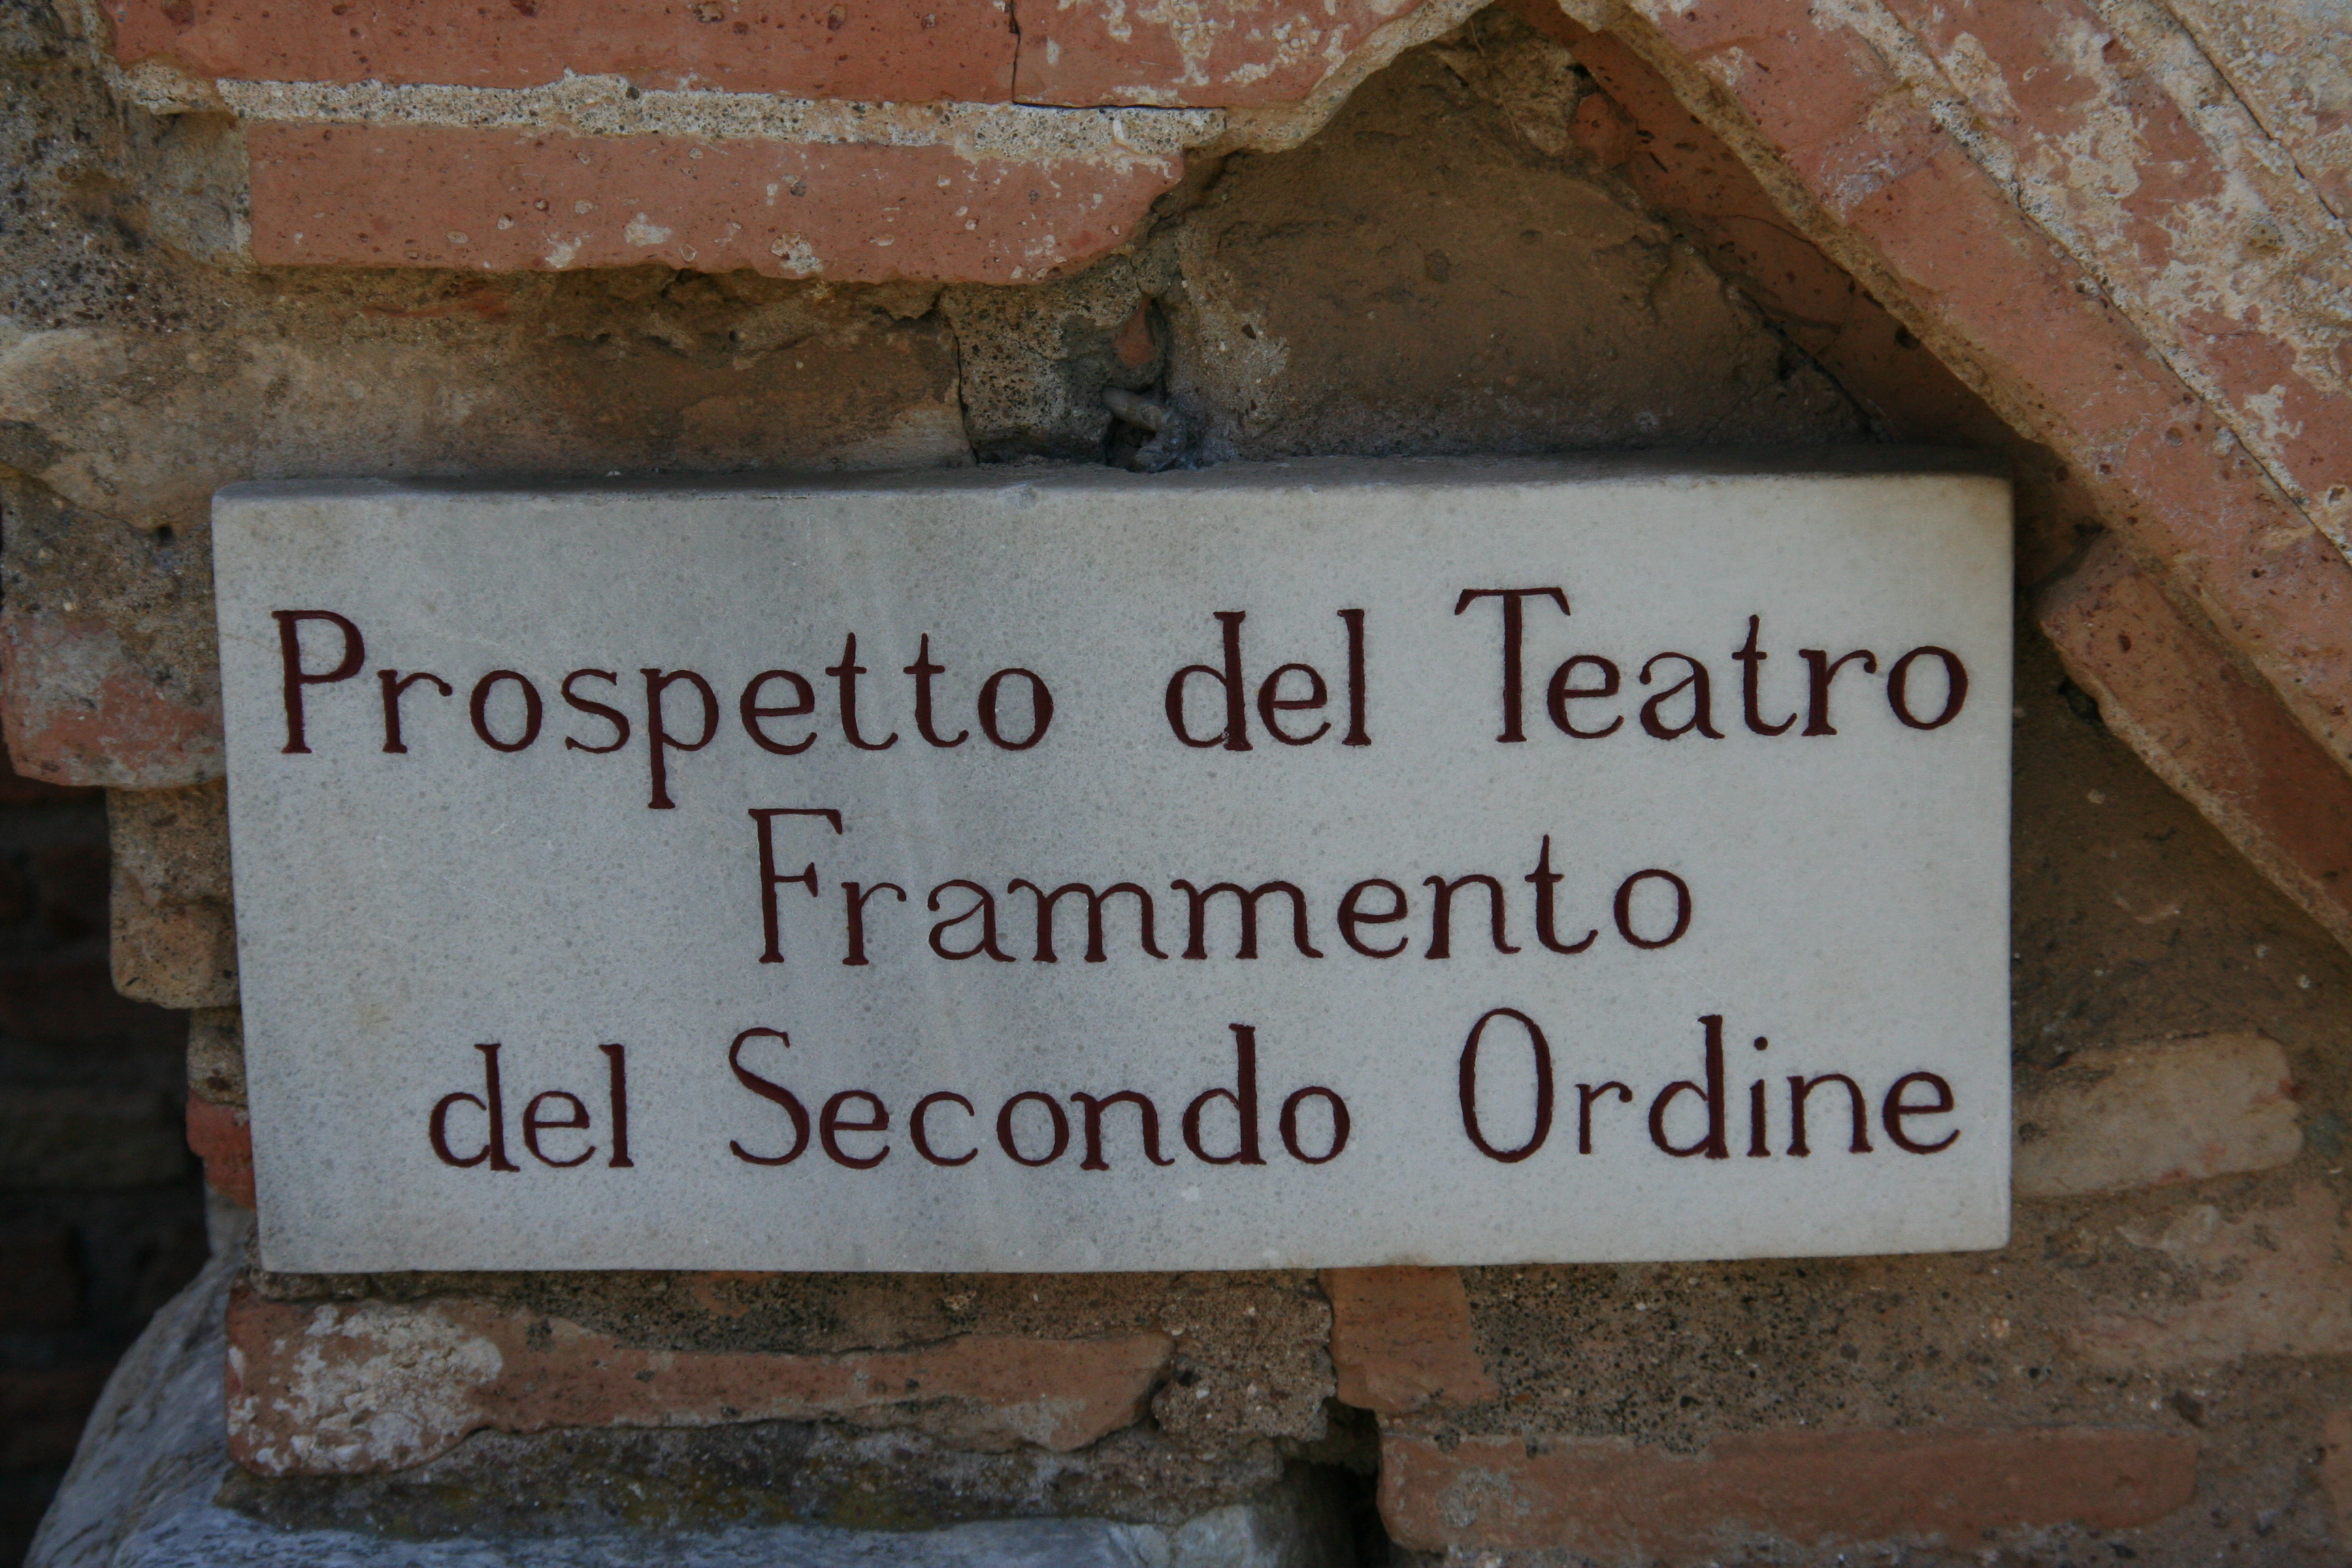 Prospetto del Teatro
Frammento
del Secondo Ordine